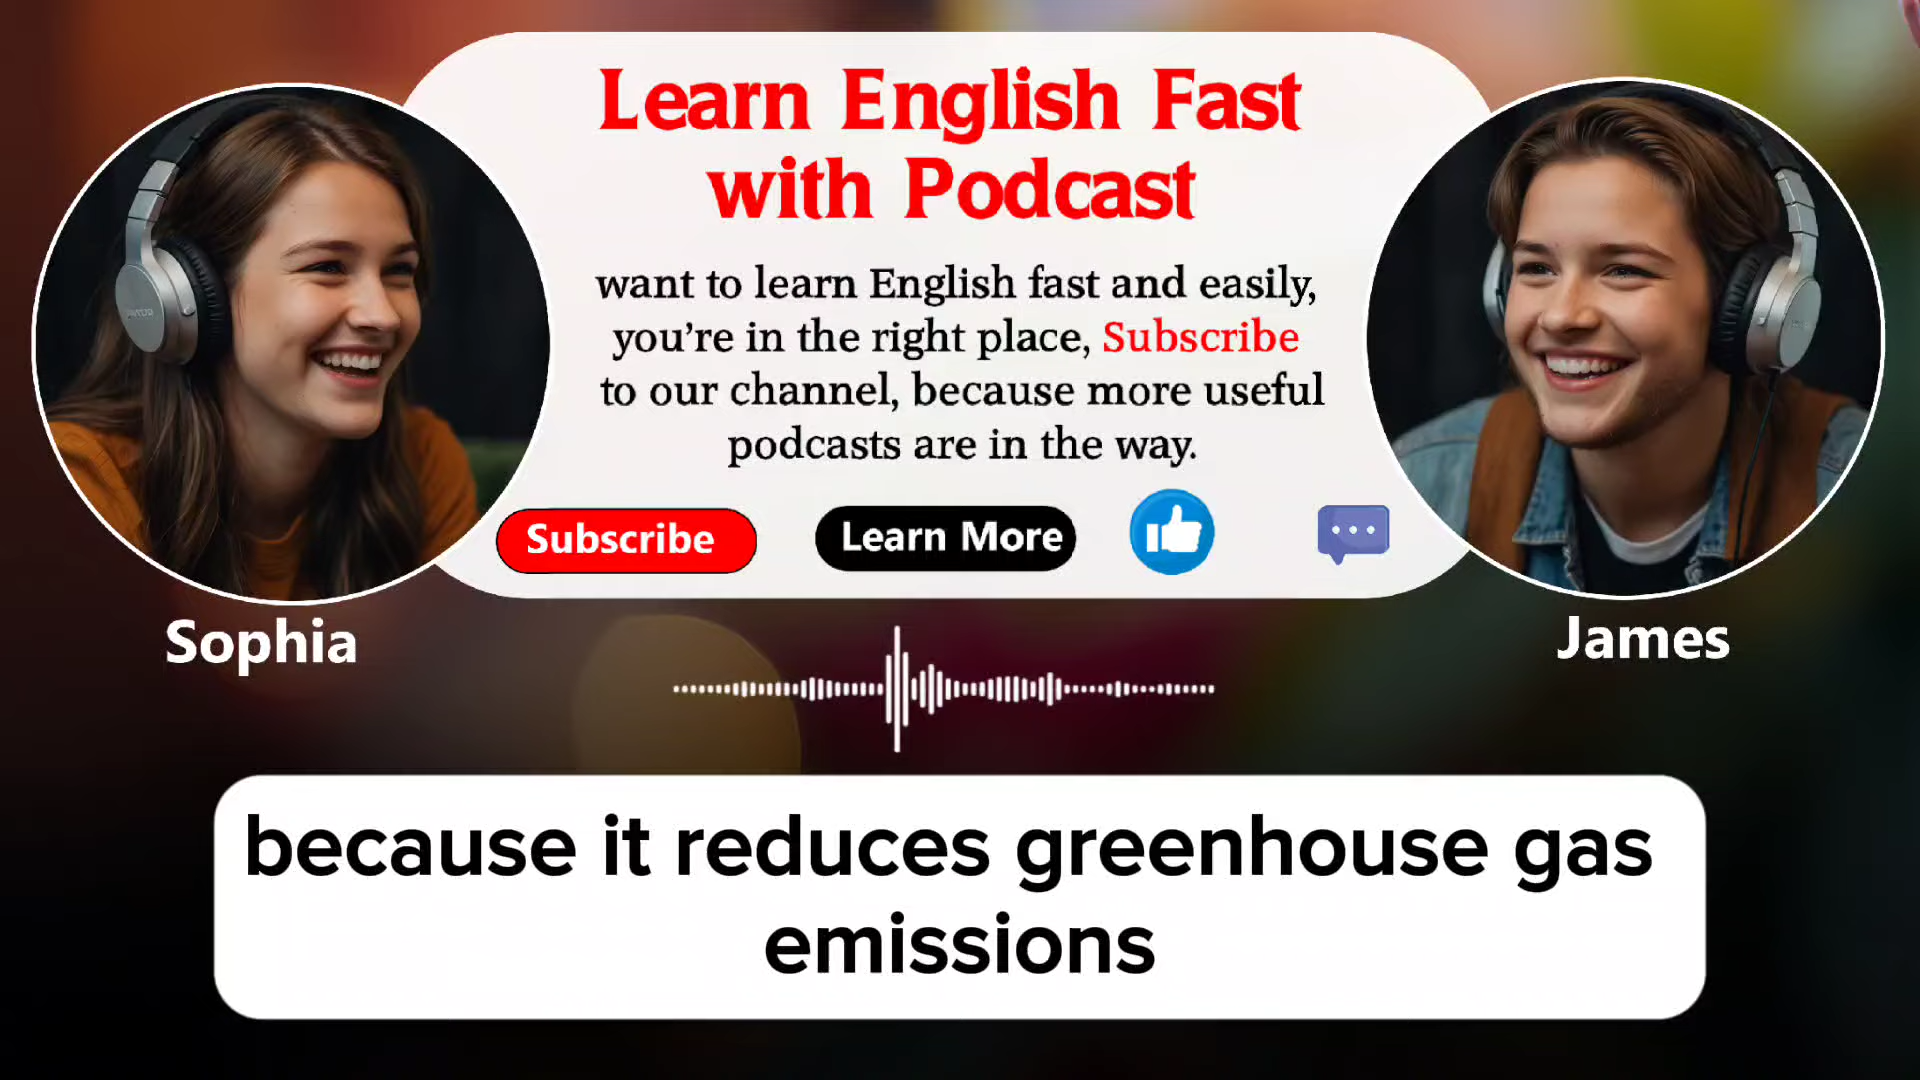 Learn English Fast
with Podcast
want to learn English fast and easily,
you're in the right place, Subscribe
to our channel, because more useful
podcasts are in the way.
Subscribe
Learn More
Sophia
James
because it reduces greenhouse gas
emissions